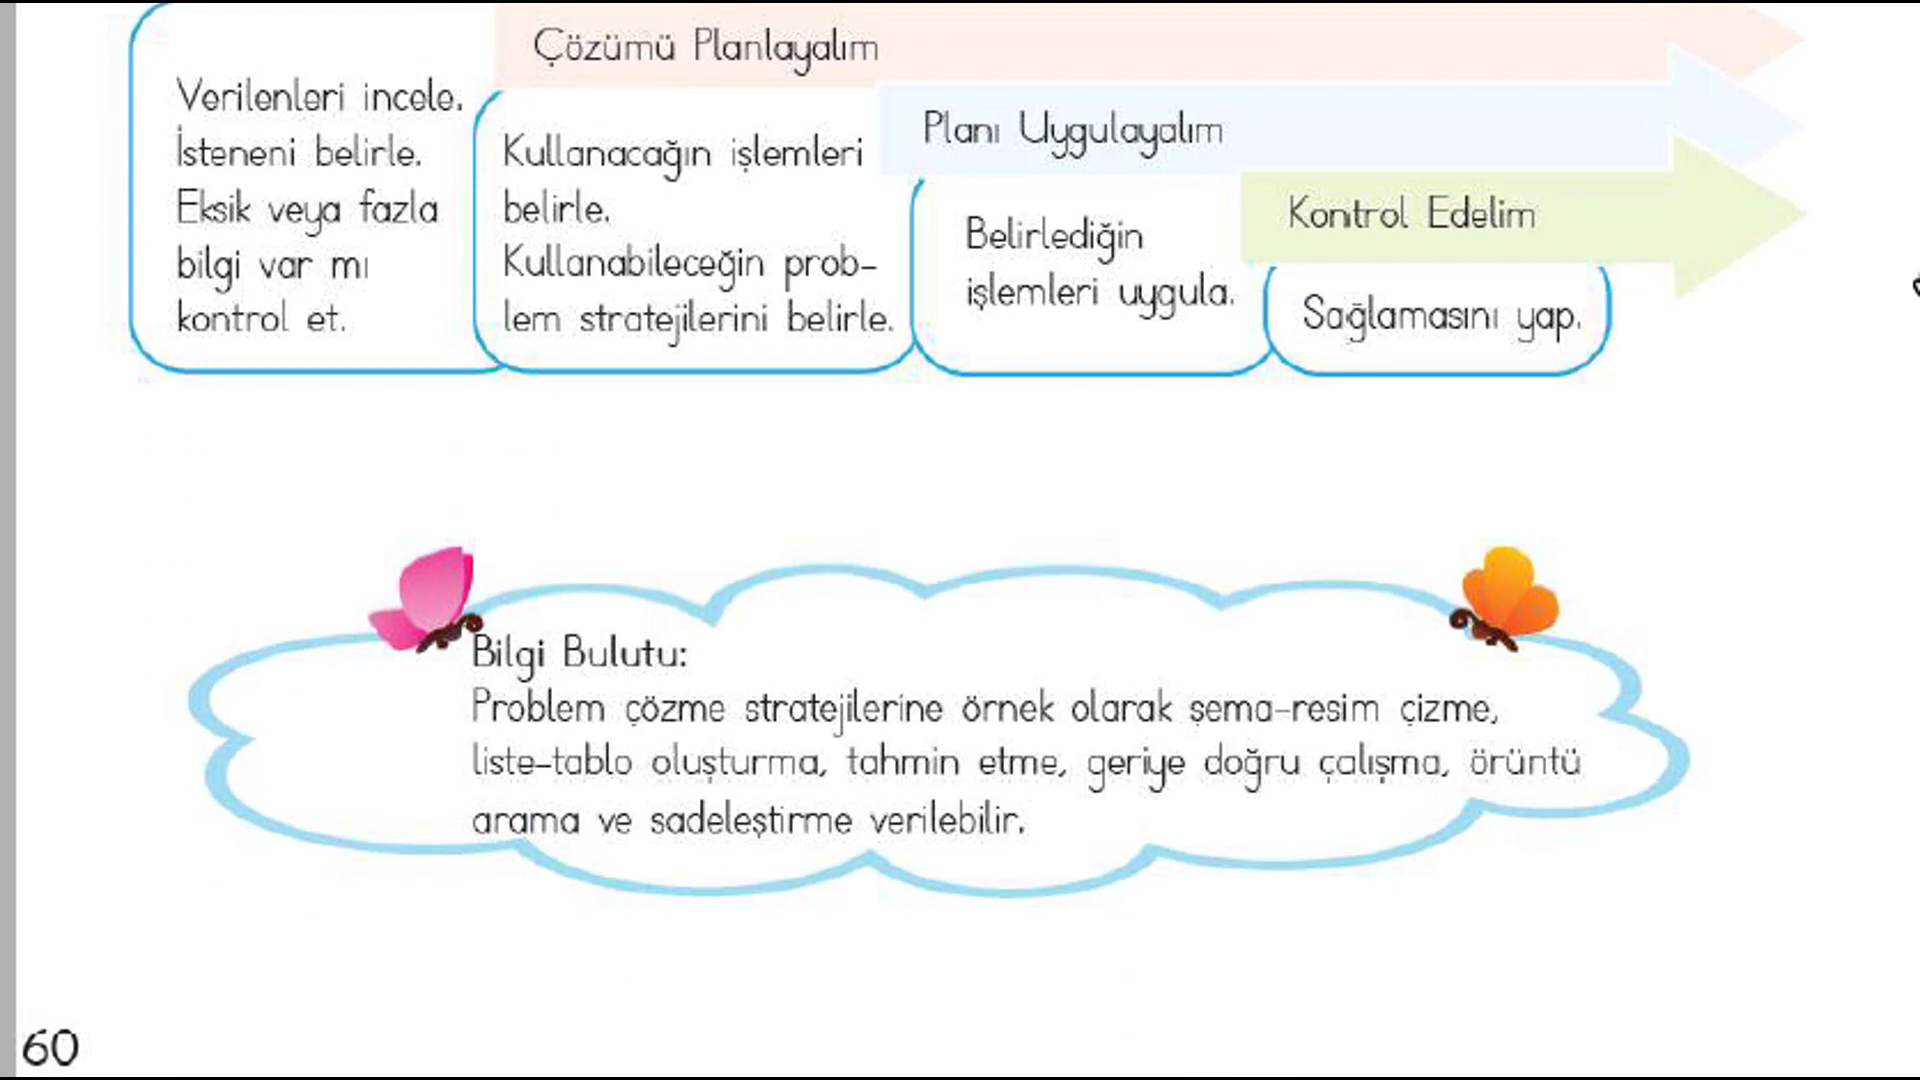 Verilenleri incele.
İsteneni belirle.
Eksik veya fazla
bilgi var mı
kontrol et.
Çözümü Planlayalım
Kullanacağın işlemleri
belirle.
Kullanabileceğin prob-
lem stratejilerini belirle.
Planı Uygulayalım
Belirlediğin
işlemleri uygula.
Kontrol Edelim
Sağlamasını yap.
Bilgi Bulutu:
Problem çözme stratejilerine örnek olarak şema-resim çizme,
liste-tablo oluşturma, tahmin etme, geriye doğru çalışma, örüntü
arama ve sadeleştirme verilebilir.
60